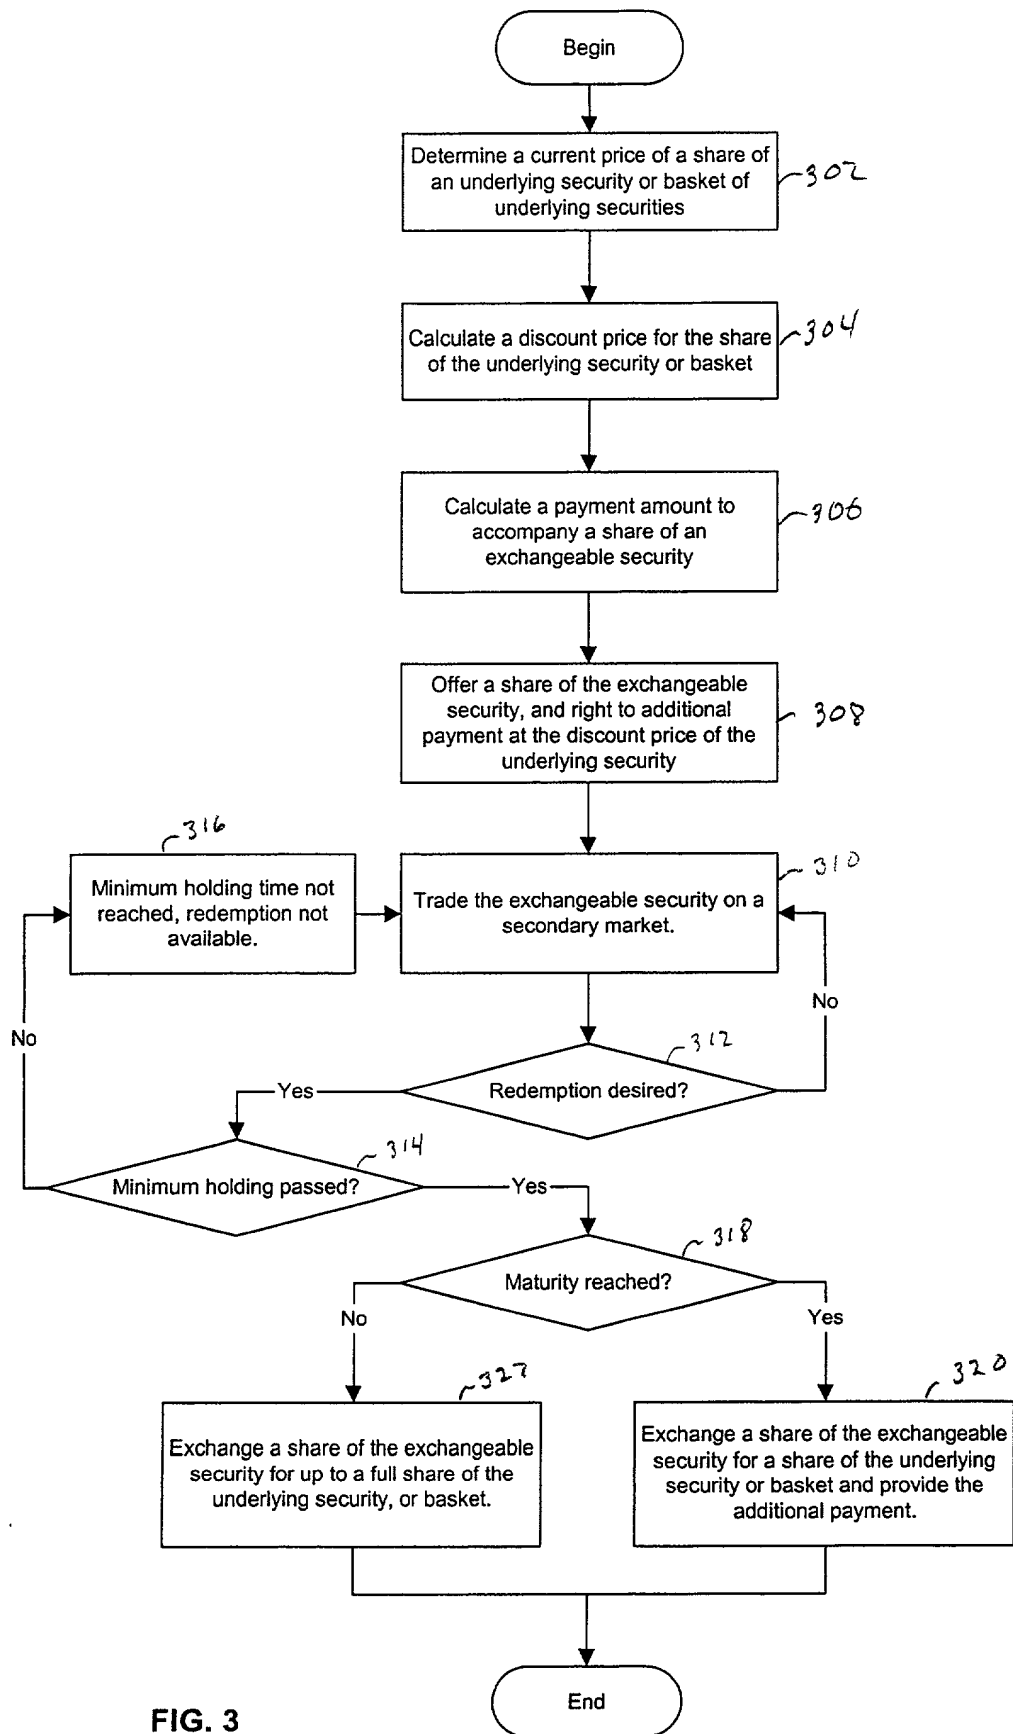 Begin
Determine a current price of a share of
an underlying security or basket of
underlying securities
302
Calculate a discount price for the share
of the underlying security or basket
304
Calculate a payment amount to
accompany a share of an
exchangeable security
306
Offer a share of the exchangeable
security, and right to additional
payment at the discount price of the
underlying security
308
316
Minimum holding time not
reached, redemption not
available.
310
Trade the exchangeable security on a
secondary market.
No
No
312
Redemption desired?
Yes
314
Minimum holding passed?
Yes
318
Maturity reached?
No
Yes
322
Exchange a share of the exchangeable
security for up to a full share of the
underlying security, or basket.
320
Exchange a share of the exchangeable
security for a share of the underlying
security or basket and provide the
additional payment.
End
FIG. 3